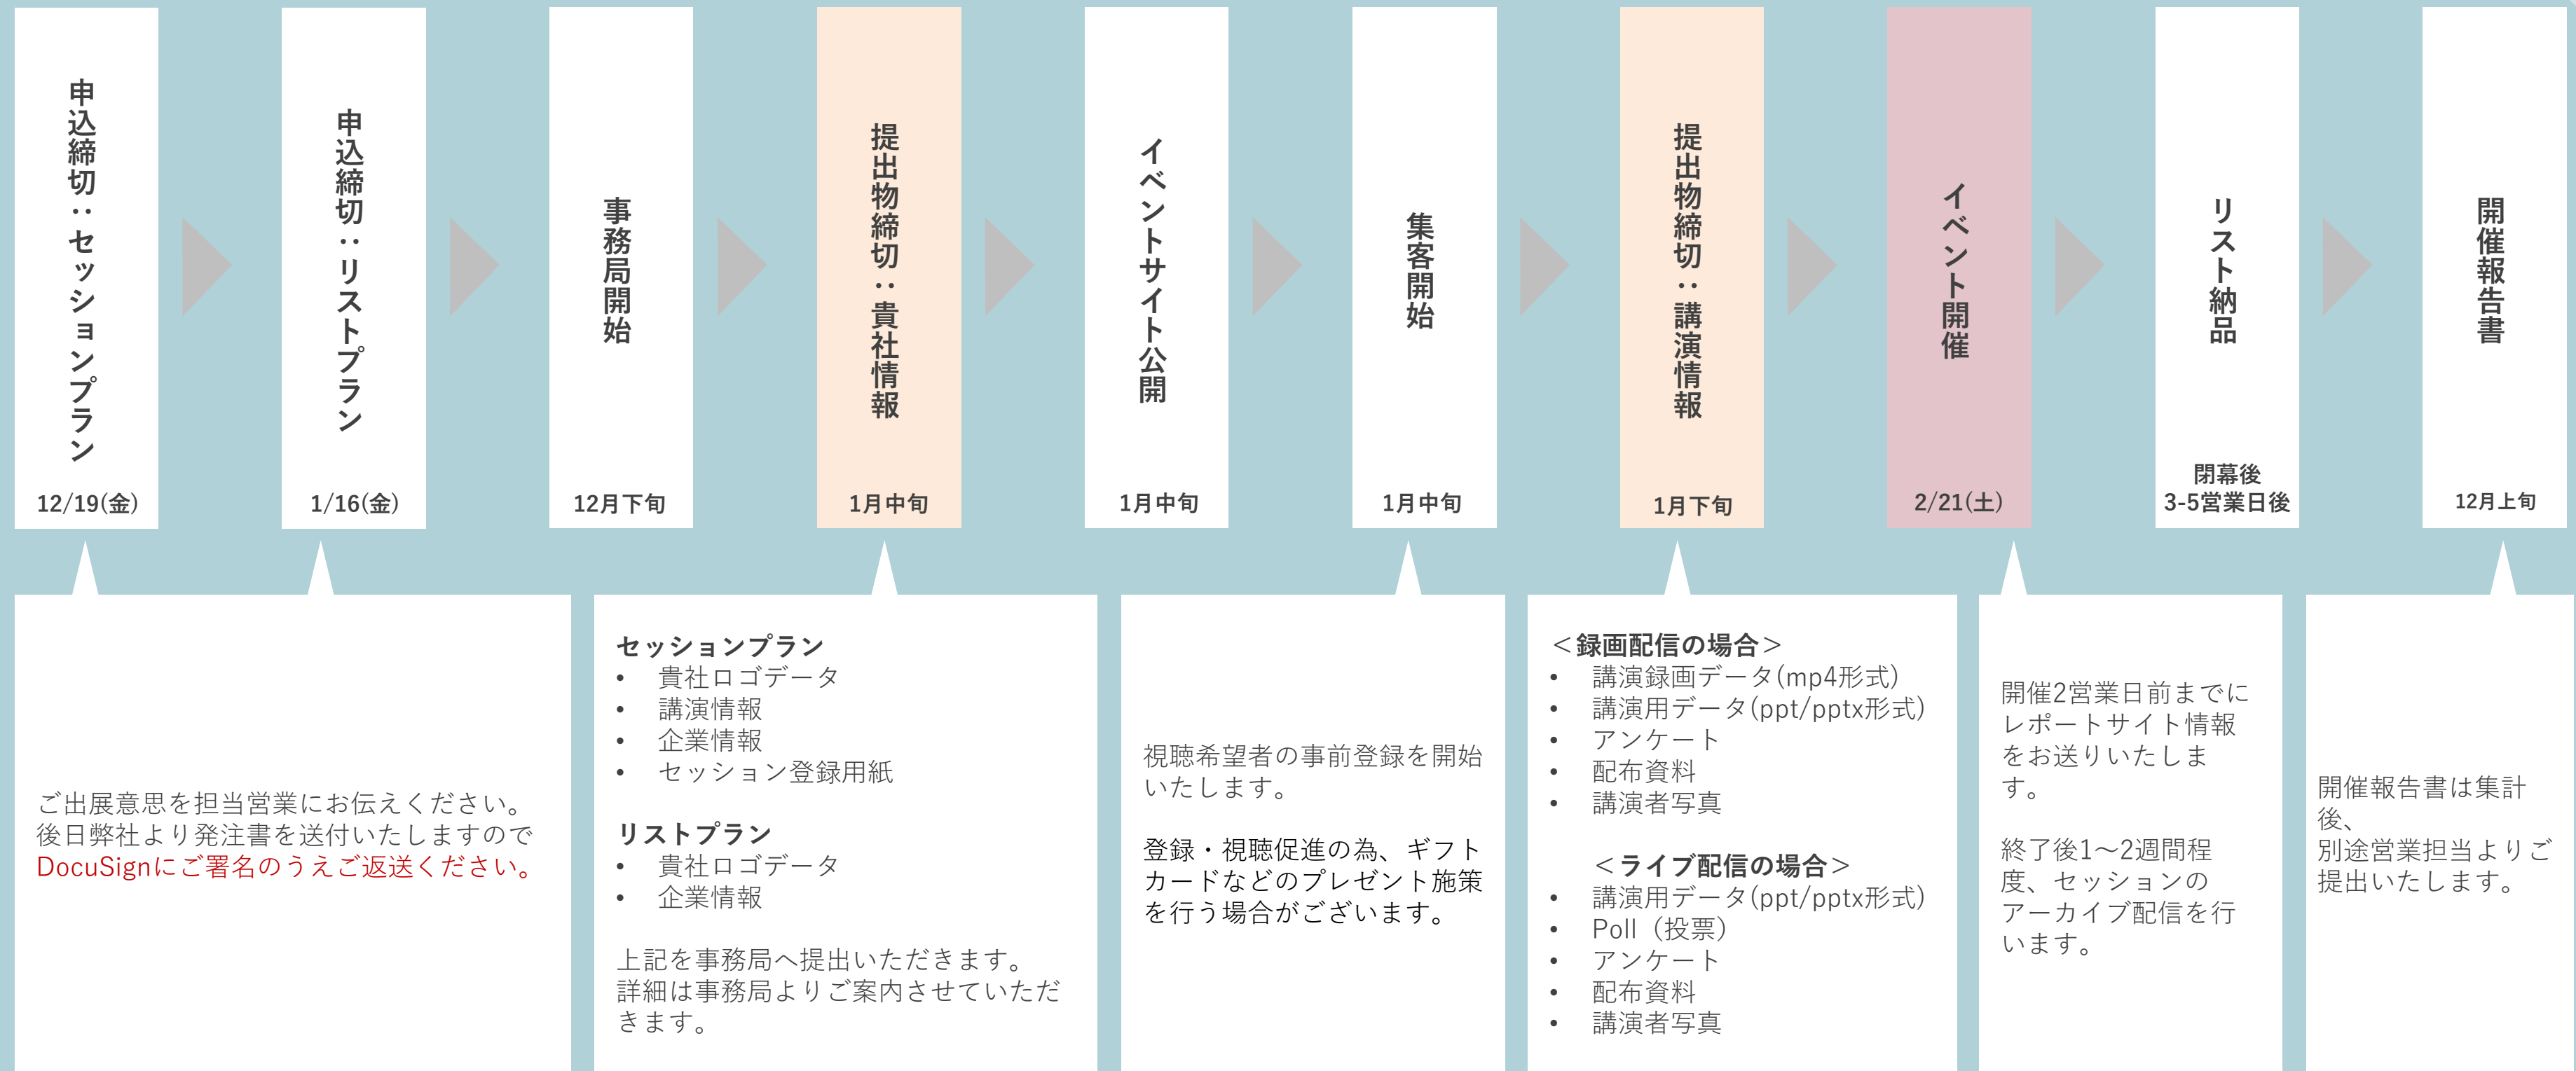 申込締切：セッションプラン
12/19(金)
申込締切：リストプラン
1/16(金)
事務局開始
12月下旬
提出物締切：貴社情報
1月中旬
イベントサイト公開
1月中旬
集客開始
1月中旬
提出物締切：講演情報
1月下旬
イベント開催
2/21(土)
リスト納品
閉幕後
3-5営業日後
開催報告書
12月上旬
ご出展意思を担当営業にお伝えください。
後日弊社より発注書を送付いたしますので
DocuSignにご署名のうえご返送ください。
セッションプラン
• 貴社ロゴデータ
• 講演情報
• 企業情報
• セッション登録用紙
リストプラン
• 貴社ロゴデータ
• 企業情報
上記を事務局へ提出いただきます。
詳細は事務局よりご案内させていただ
きます。
視聴希望者の事前登録を開始
いたします。
登録・視聴促進の為、ギフト
カードなどのプレゼント施策
を行う場合がございます。
＜録画配信の場合＞
• 講演録画データ(mp4形式)
• 講演用データ(ppt/pptx形式)
• アンケート
• 配布資料
• 講演者写真
＜ライブ配信の場合＞
• 講演用データ(ppt/pptx形式)
• Poll（投票）
• アンケート
• 配布資料
• 講演者写真
開催2営業日前までに
レポートサイト情報
をお送りいたしま
す。
終了後1～2週間程
度、セッションの
アーカイブ配信を行
います。
開催報告書は集計
後、
別途営業担当よりご
提出いたします。